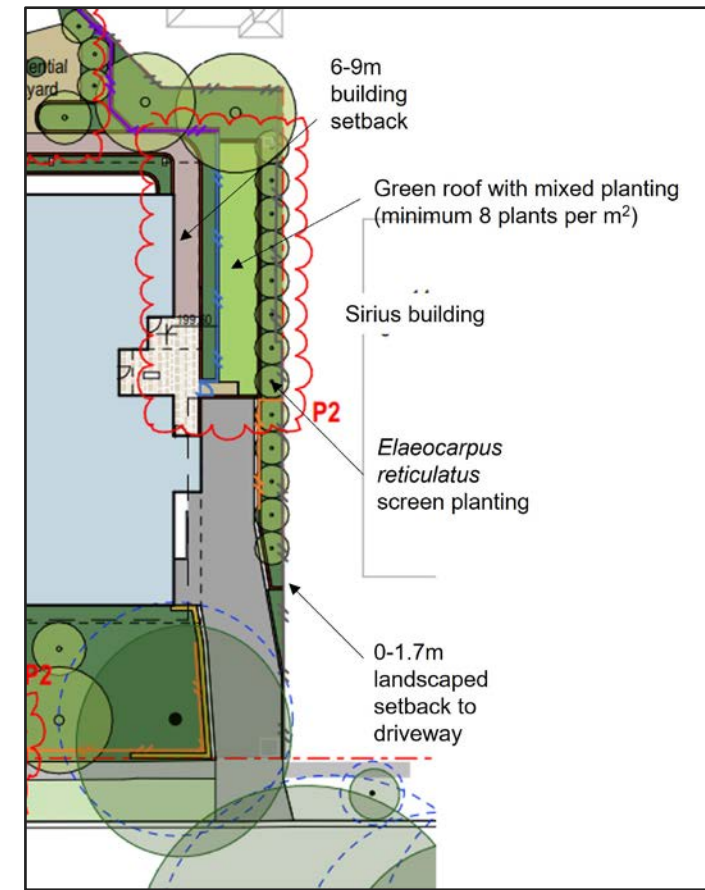 6-9m
building
setback
ential
yard
Green roof with mixed planting
(minimum 8 plants per m²)
Sirius building
P2
Elaeocarpus
reticulatus
screen planting
0-1.7m
landscaped
setback to
driveway
P2